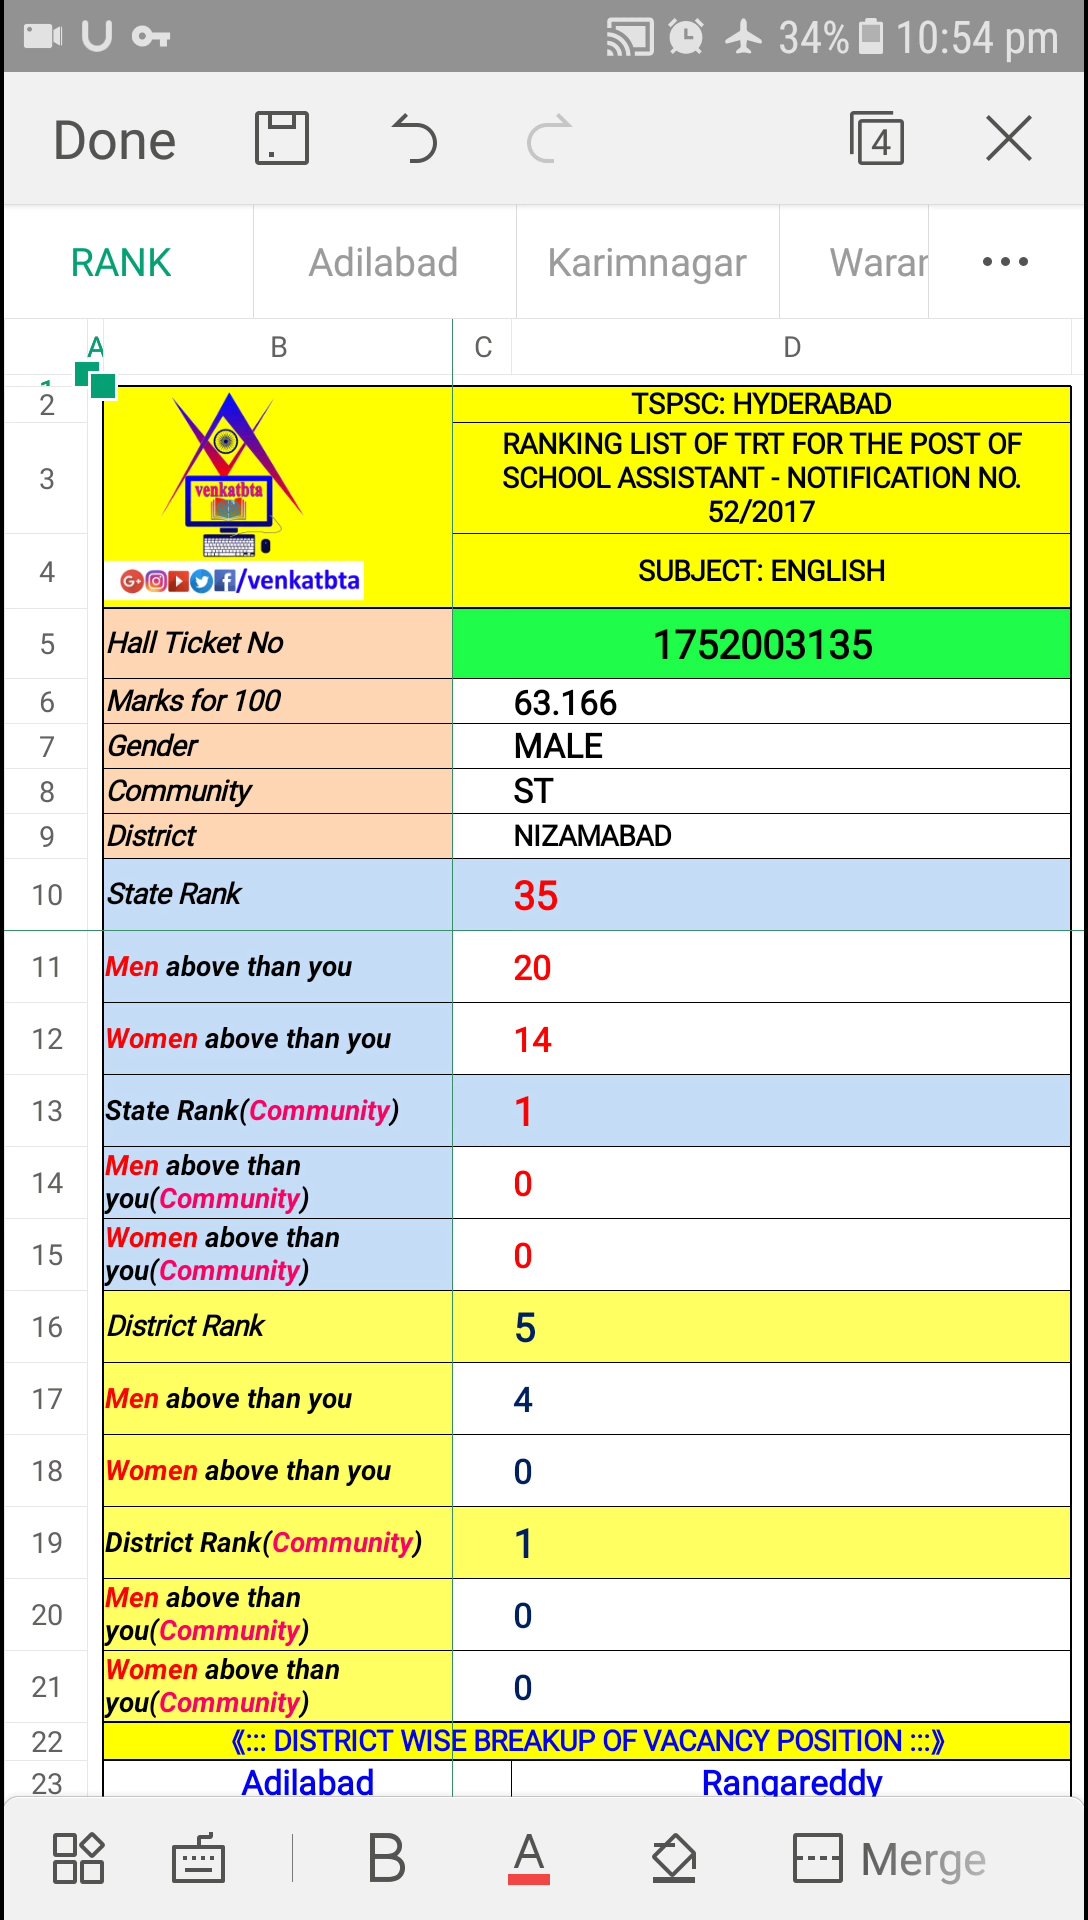 34% 10:54 pm
Done 4
RANK Adilabad Karimnagar Waran
A B C D
1
2 TSPSC: HYDERABAD
3 RANKING LIST OF TRT FOR THE POST OF
SCHOOL ASSISTANT - NOTIFICATION NO.
52/2017
venkatbta
/venkatbta
4 SUBJECT: ENGLISH
5 Hall Ticket No 1752003135
6 Marks for 100 63.166
7 Gender MALE
8 Community ST
9 District NIZAMABAD
10 State Rank 35
11 Men above than you 20
12 Women above than you 14
13 State Rank(Community) 1
14 Men above than
you(Community) 0
15 Women above than
you(Community) 0
16 District Rank 5
17 Men above than you 4
18 Women above than you 0
19 District Rank(Community) 1
20 Men above than
you(Community) 0
21 Women above than
you(Community) 0
22 《::: DISTRICT WISE BREAKUP OF VACANCY POSITION :::》
23 Adilabad Rangareddy
B A Merge